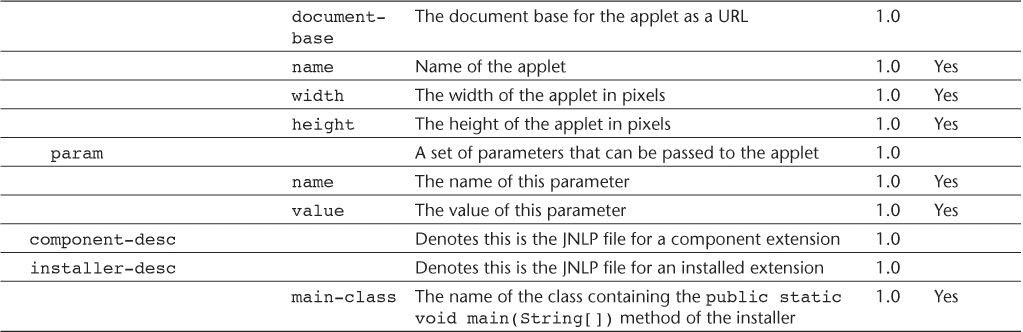 document- The document base for the applet as a URL 1.0
base
name Name of the applet 1.0 Yes
width The width of the applet in pixels 1.0 Yes
height The height of the applet in pixels 1.0 Yes
param A set of parameters that can be passed to the applet 1.0
name The name of this parameter 1.0 Yes
value The value of this parameter 1.0 Yes
component-desc Denotes this is the JNLP file for a component extension 1.0
installer-desc Denotes this is the JNLP file for an installed extension 1.0
main-class The name of the class containing the public static 1.0 Yes
void main(String[]) method of the installer